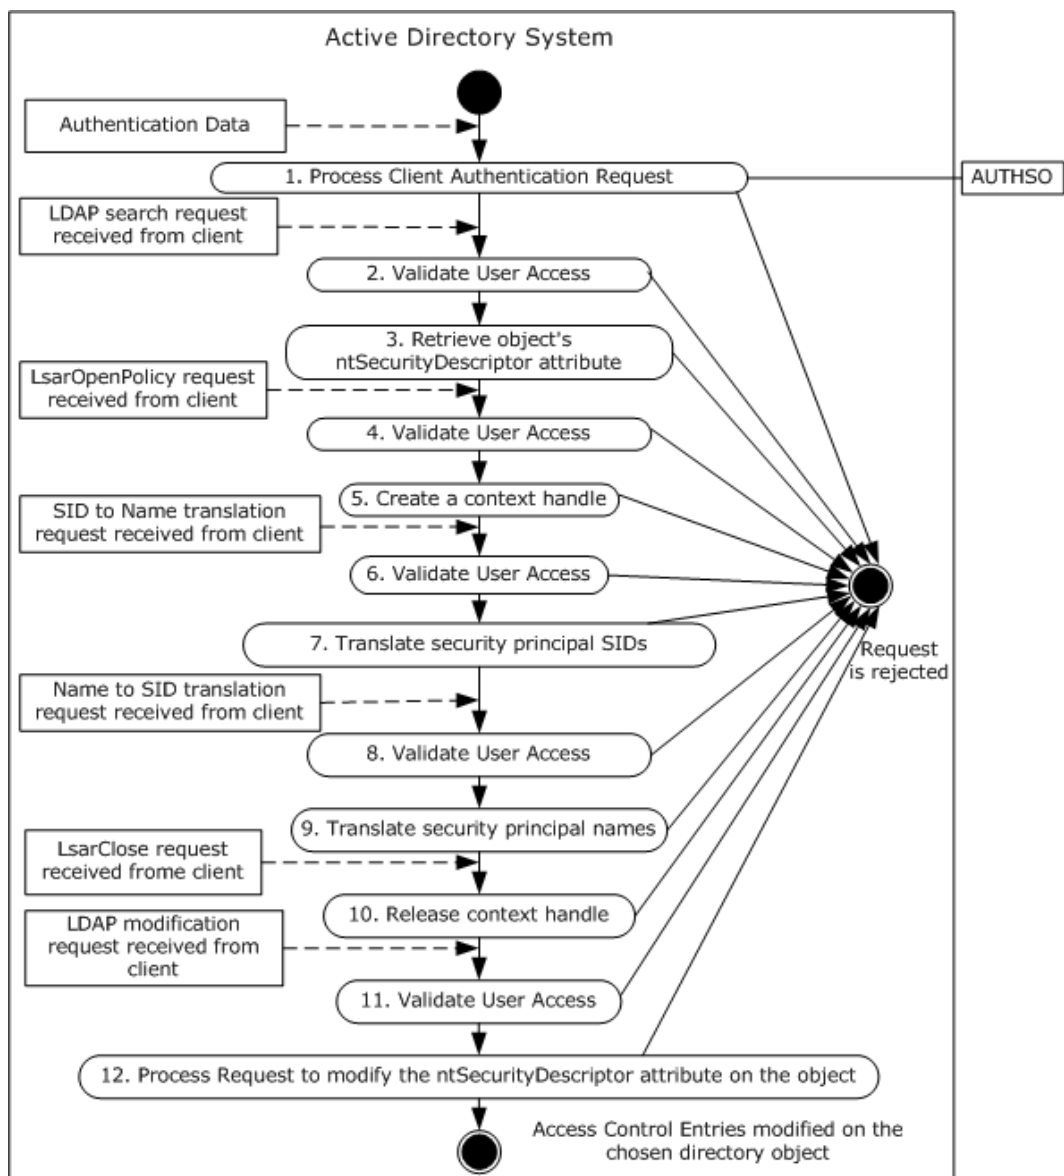 Active Directory System
Authentication Data
1. Process Client Authentication Request
AUTHSO
LDAP search request
received from client
2. Validate User Access
3. Retrieve object's
ntSecurityDescriptor attribute
LsarOpenPolicy request
received from client
4. Validate User Access
5. Create a context handle
SID to Name translation
request received from client
6. Validate User Access
7. Translate security principal SIDs
Request
is rejected
Name to SID translation
request received from client
8. Validate User Access
9. Translate security principal names
LsarClose request
received frome client
10. Release context handle
LDAP modification
request received from
client
11. Validate User Access
12. Process Request to modify the ntSecurityDescriptor attribute on the object
Access Control Entries modified on the
chosen directory object